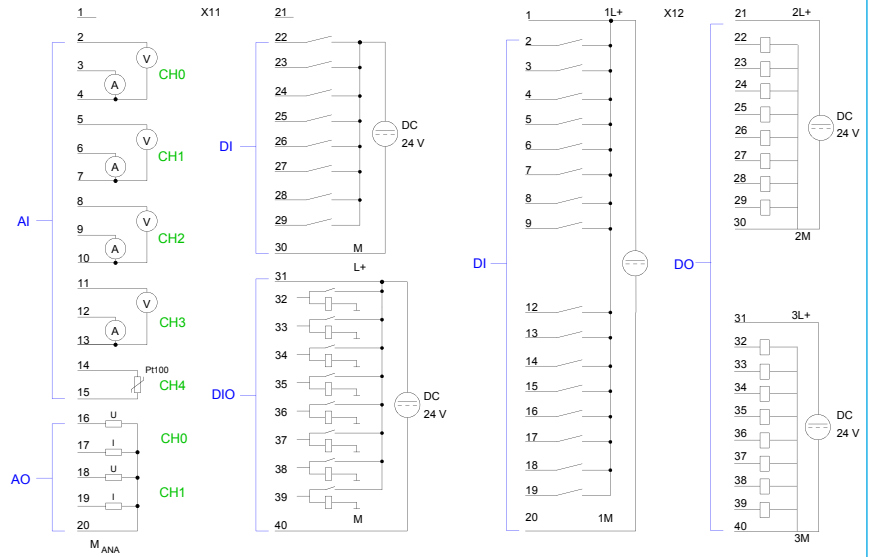 X11
1
2
V
CH0
3
A
4
5
V
CH1
6
A
7
AI
8
V
CH2
9
A
10
11
V
CH3
12
A
13
14
Pt100
CH4
15
16
U
CH0
17
I
AO
18
U
CH1
19
I
20
M ANA
21
22
23
24
25
DC
24 V
DI
26
27
28
29
30
M
L+
31
32
33
34
35
DIO
DC
24 V
36
37
38
39
M
40
X12
1
1L+
2
3
4
5
6
7
8
9
DI
12
13
14
15
16
17
18
19
20
1M
21
2L+
22
23
24
25
DC
24 V
26
27
28
29
30
2M
DO
31
3L+
32
33
34
35
DC
24 V
36
37
38
39
40
3M